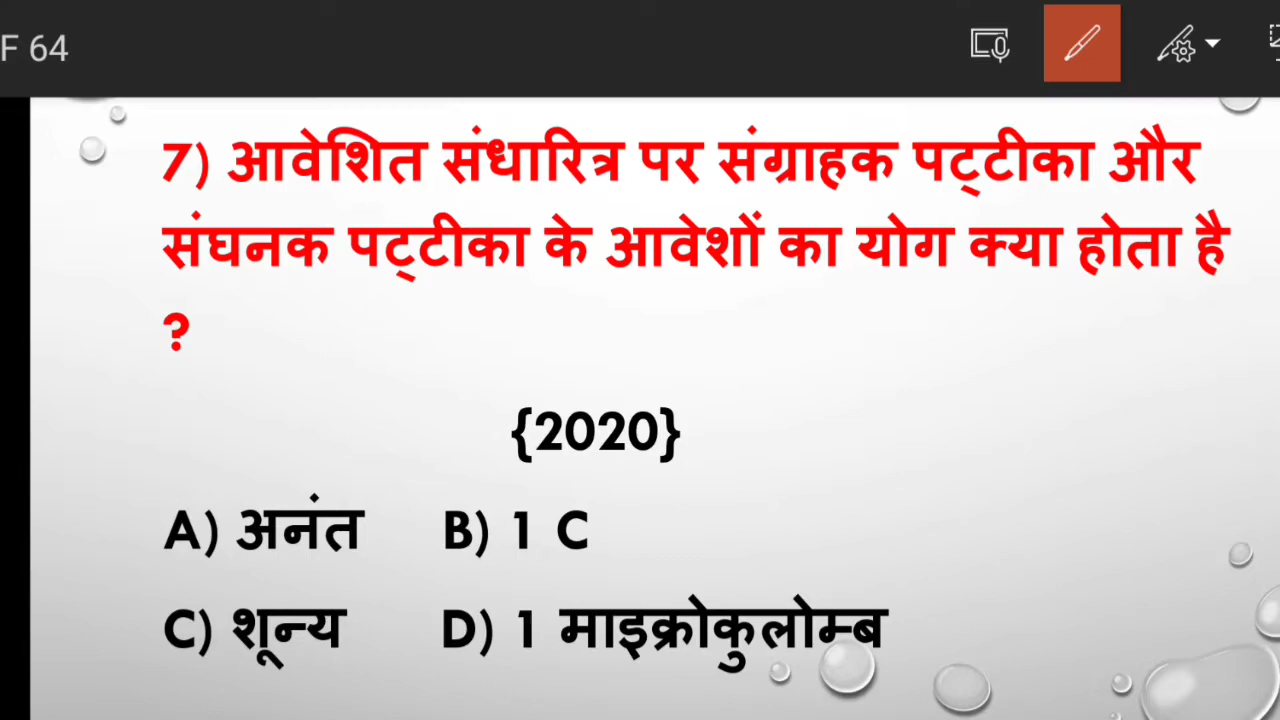 F 64
7) आवेशित संधारित्र पर संग्राहक पट्टीका और
संघनक पट्टीका के आवेशों का योग क्या होता है
?
{2020}
A) अनंत B) 1 C
C) शून्य D) 1 माइक्रोकुलोम्ब